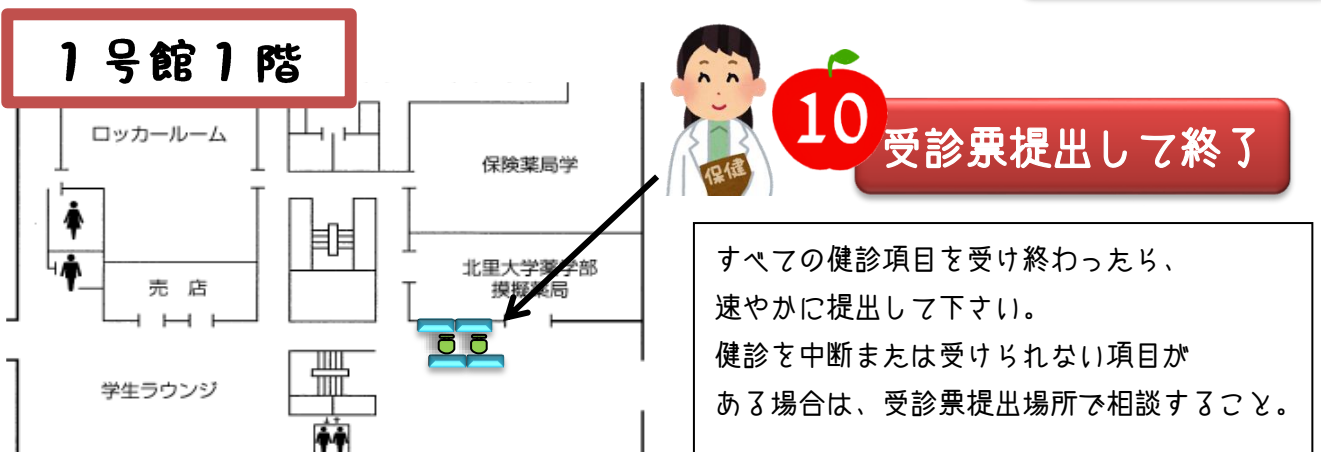 1号館1階
ロッカールーム
保険薬局学
北里大学薬学部
模擬薬局
売店
学生ラウンジ
保健
10
受診票提出して終了
すべての健診項目を受け終わったら、
速やかに提出して下さい。
健診を中断または受けられない項目が
ある場合は、受診票提出場所で相談すること。